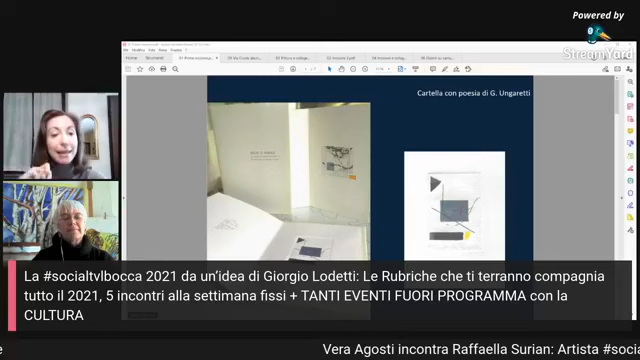 Powered by
StreamYard
Cartella con poesia di G. Ungaretti
La #socialtvlbocca 2021 da un'idea di Giorgio Lodetti: Le Rubriche che ti terranno compagnia
tutto il 2021, 5 incontri alla settimana fissi + TANTI EVENTI FUORI PROGRAMMA con la
CULTURA
e
Vera Agosti incontra Raffaella Surian: Artista #socia